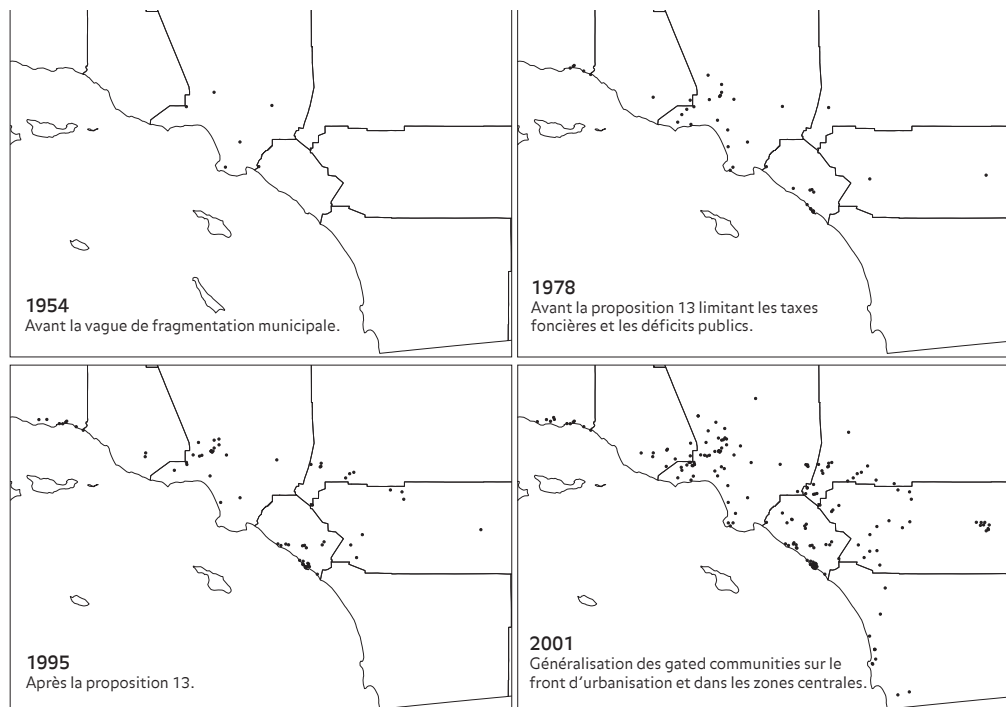 1954
Avant la vague de fragmentation municipale.
1978
Avant la proposition 13 limitant les taxes
foncières et les déficits publics.
1995
Après la proposition 13.
2001
Généralisation des gated communities sur le
front d‘urbanisation et dans les zones centrales.